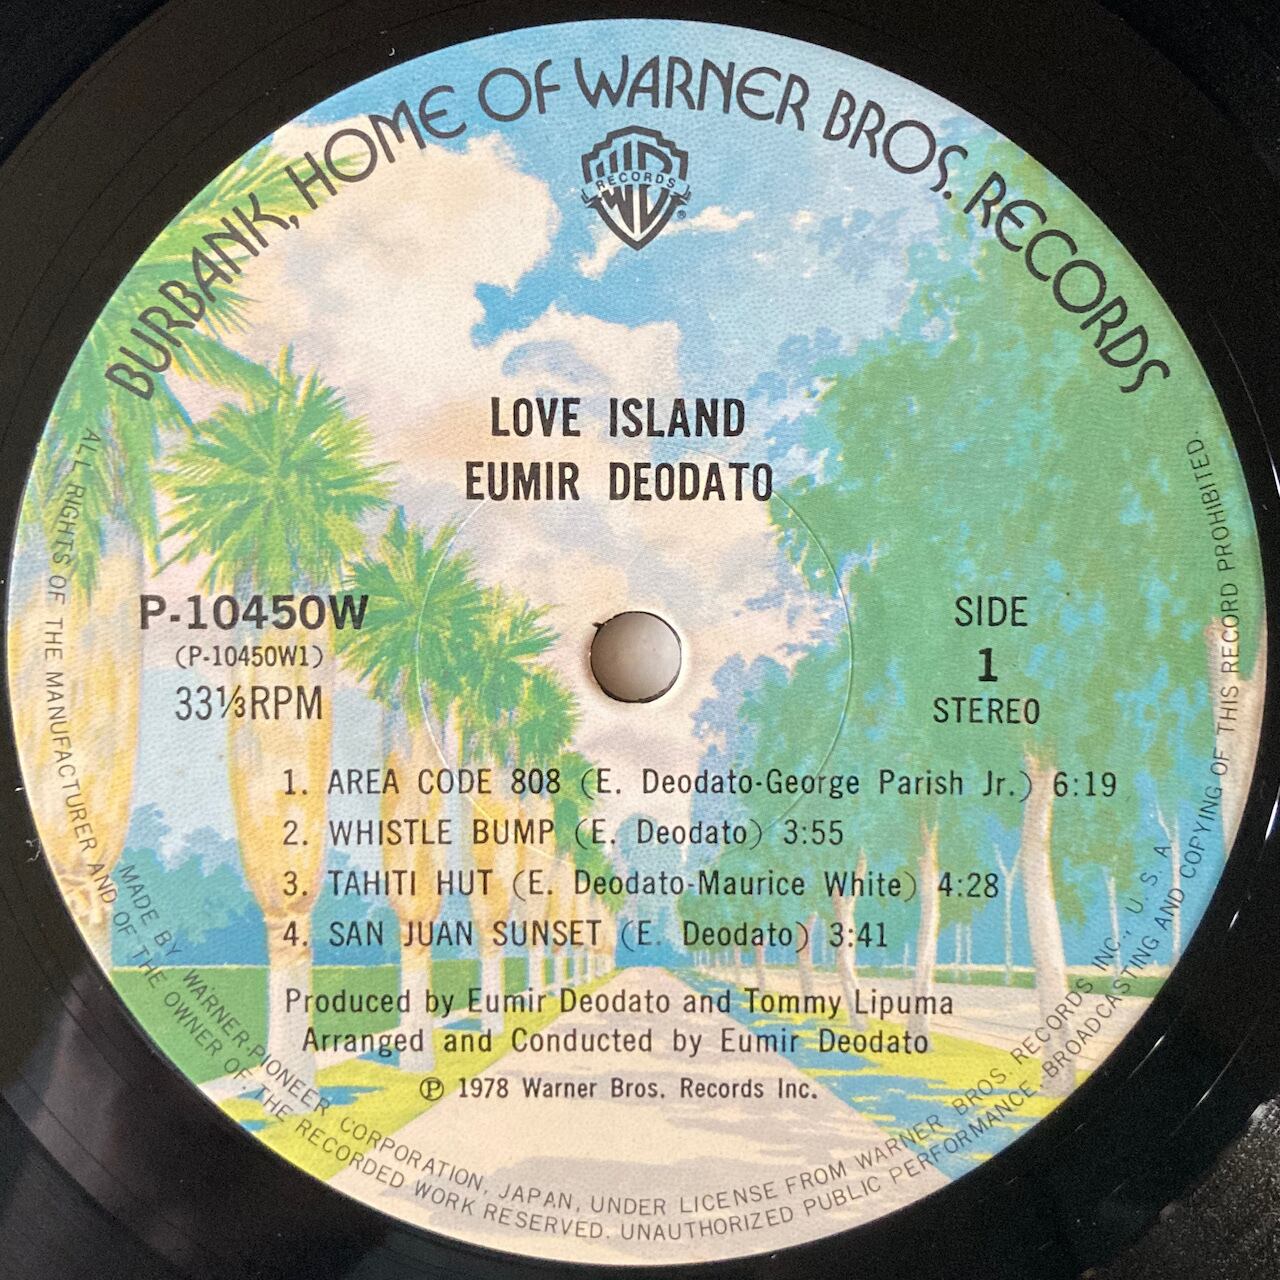 BURBANK, HOME OF WARNER BROS. RECORDS
WB
RECORDS
®
LOVE ISLAND
EUMIR DEODATO
P-10450W
(P-10450W1)
33⅓RPM
SIDE
1
STEREO
1. AREA CODE 808 (E. Deodato-George Parish Jr.) 6:19
2. WHISTLE BUMP (E. Deodato) 3:55
3. TAHITI HUT (E. Deodato-Maurice White) 4:28
4. SAN JUAN SUNSET (E. Deodato) 3:41
Produced by Eumir Deodato and Tommy Lipuma
Arranged and Conducted by Eumir Deodato
℗ 1978 Warner Bros. Records Inc.
MADE BY WARNER-PIONEER CORPORATION, JAPAN, UNDER LICENSE FROM WARNER BROS. RECORDS INC., U.S.A.
ALL RIGHTS OF THE MANUFACTURER AND OF THE OWNER OF THE RECORDED WORK RESERVED. UNAUTHORIZED PUBLIC PERFORMANCE, BROADCASTING AND COPYING OF THIS RECORD PROHIBITED.